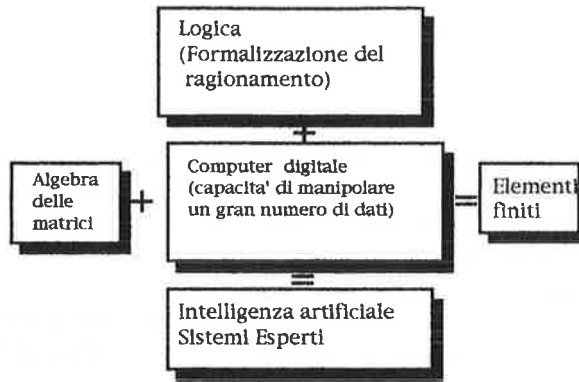 Logica
(Formalizzazione del
ragionamento)
+
Algebra
delle
matrici
+
Computer digitale
(capacita' di manipolare
un gran numero di dati)
=
Elementi
finiti
=
Intelligenza artificiale
Sistemi Esperti